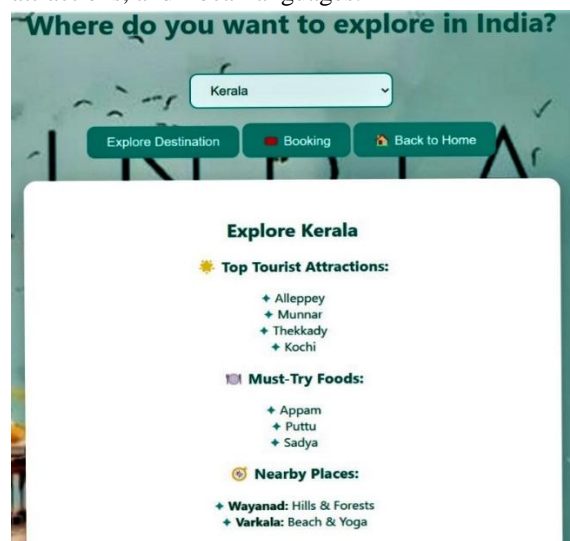 Where do you want to explore in India?
Kerala
Explore Destination
Booking
Back to Home
Explore Kerala
Top Tourist Attractions:
✦ Alleppey
✦ Munnar
✦ Thekkady
✦ Kochi
Must-Try Foods:
✦ Appam
✦ Puttu
✦ Sadya
Nearby Places:
✦ Wayanad: Hills & Forests
✦ Varkala: Beach & Yoga